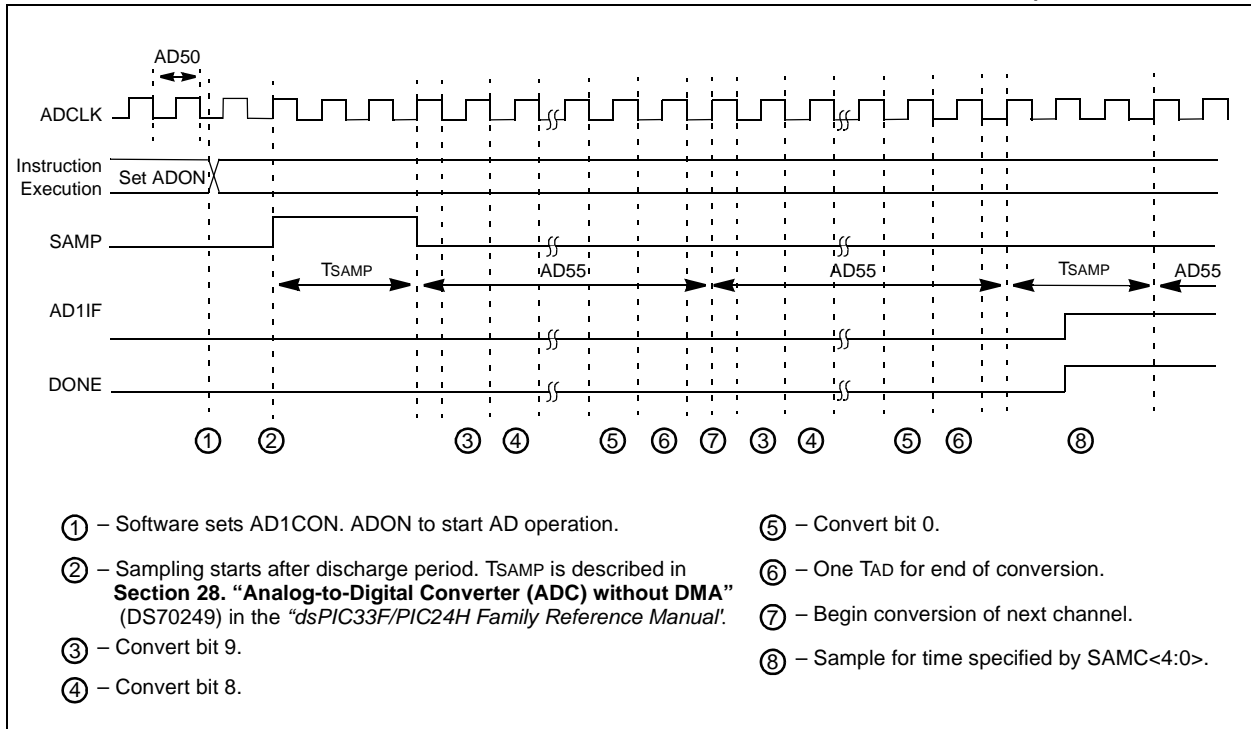 AD50
ADCLK
Instruction
Execution
Set ADON
SAMP
TSAMP
AD55
AD55
TSAMP
AD55
AD1IF
DONE
1 2 3 4 5 6 7 3 4 5 6 8
1 – Software sets AD1CON. ADON to start AD operation.
2 – Sampling starts after discharge period. TSAMP is described in
Section 28. “Analog-to-Digital Converter (ADC) without DMA”
(DS70249) in the “dsPIC33F/PIC24H Family Reference Manual'.
3 – Convert bit 9.
4 – Convert bit 8.
5 – Convert bit 0.
6 – One TAD for end of conversion.
7 – Begin conversion of next channel.
8 – Sample for time specified by SAMC<4:0>.